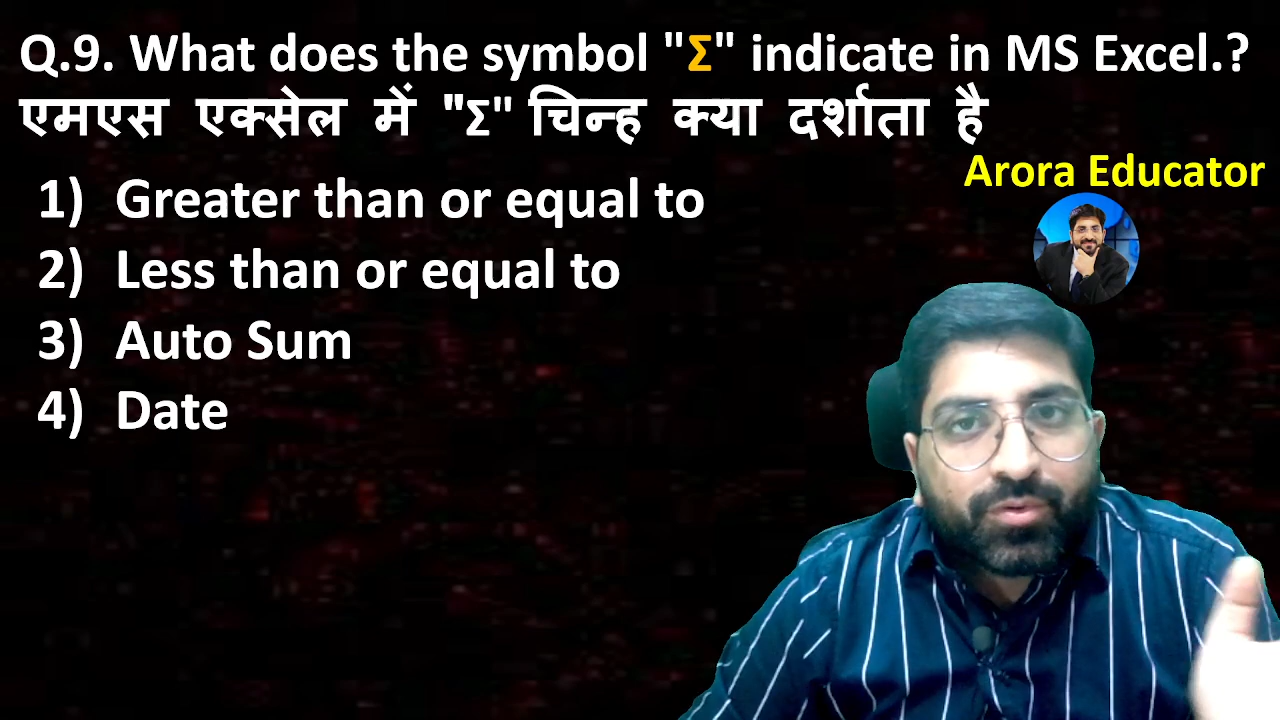 Q.9. What does the symbol "Σ" indicate in MS Excel.?
एमएस एक्सेल में "Σ" चिन्ह क्या दर्शाता है
Arora Educator
1) Greater than or equal to
2) Less than or equal to
3) Auto Sum
4) Date